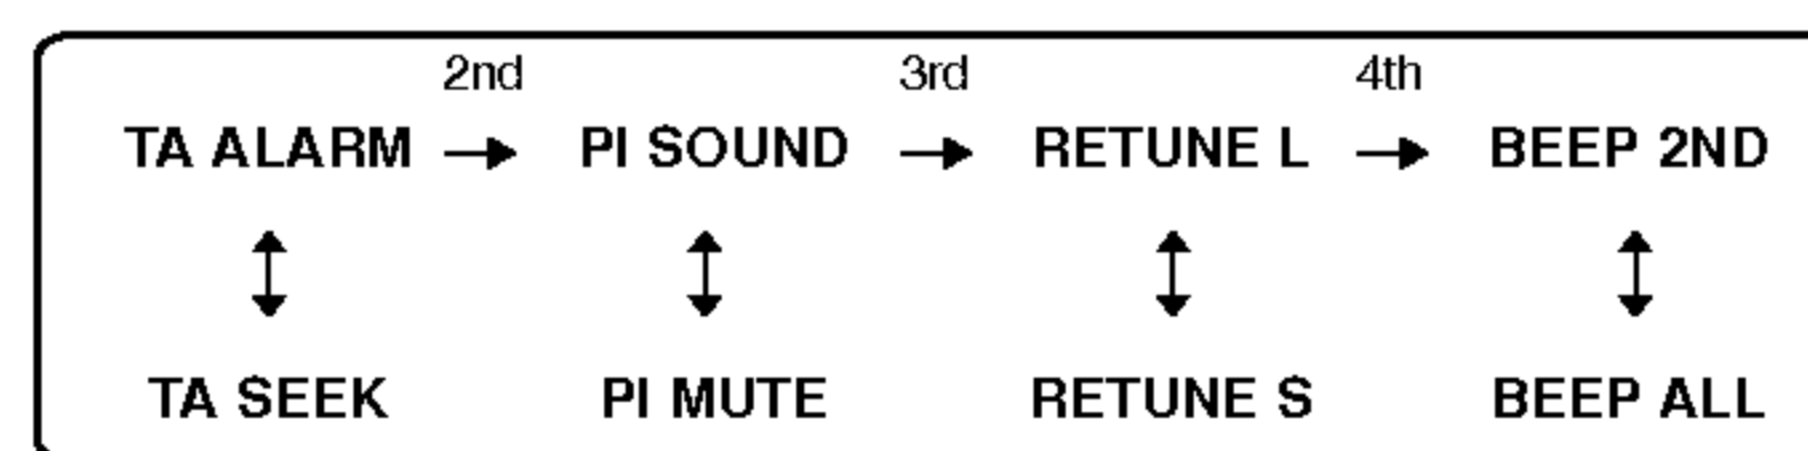 2nd 3rd 4th
TA ALARM → PI SOUND → RETUNE L → BEEP 2ND
TA SEEK PI MUTE RETUNE S BEEP ALL